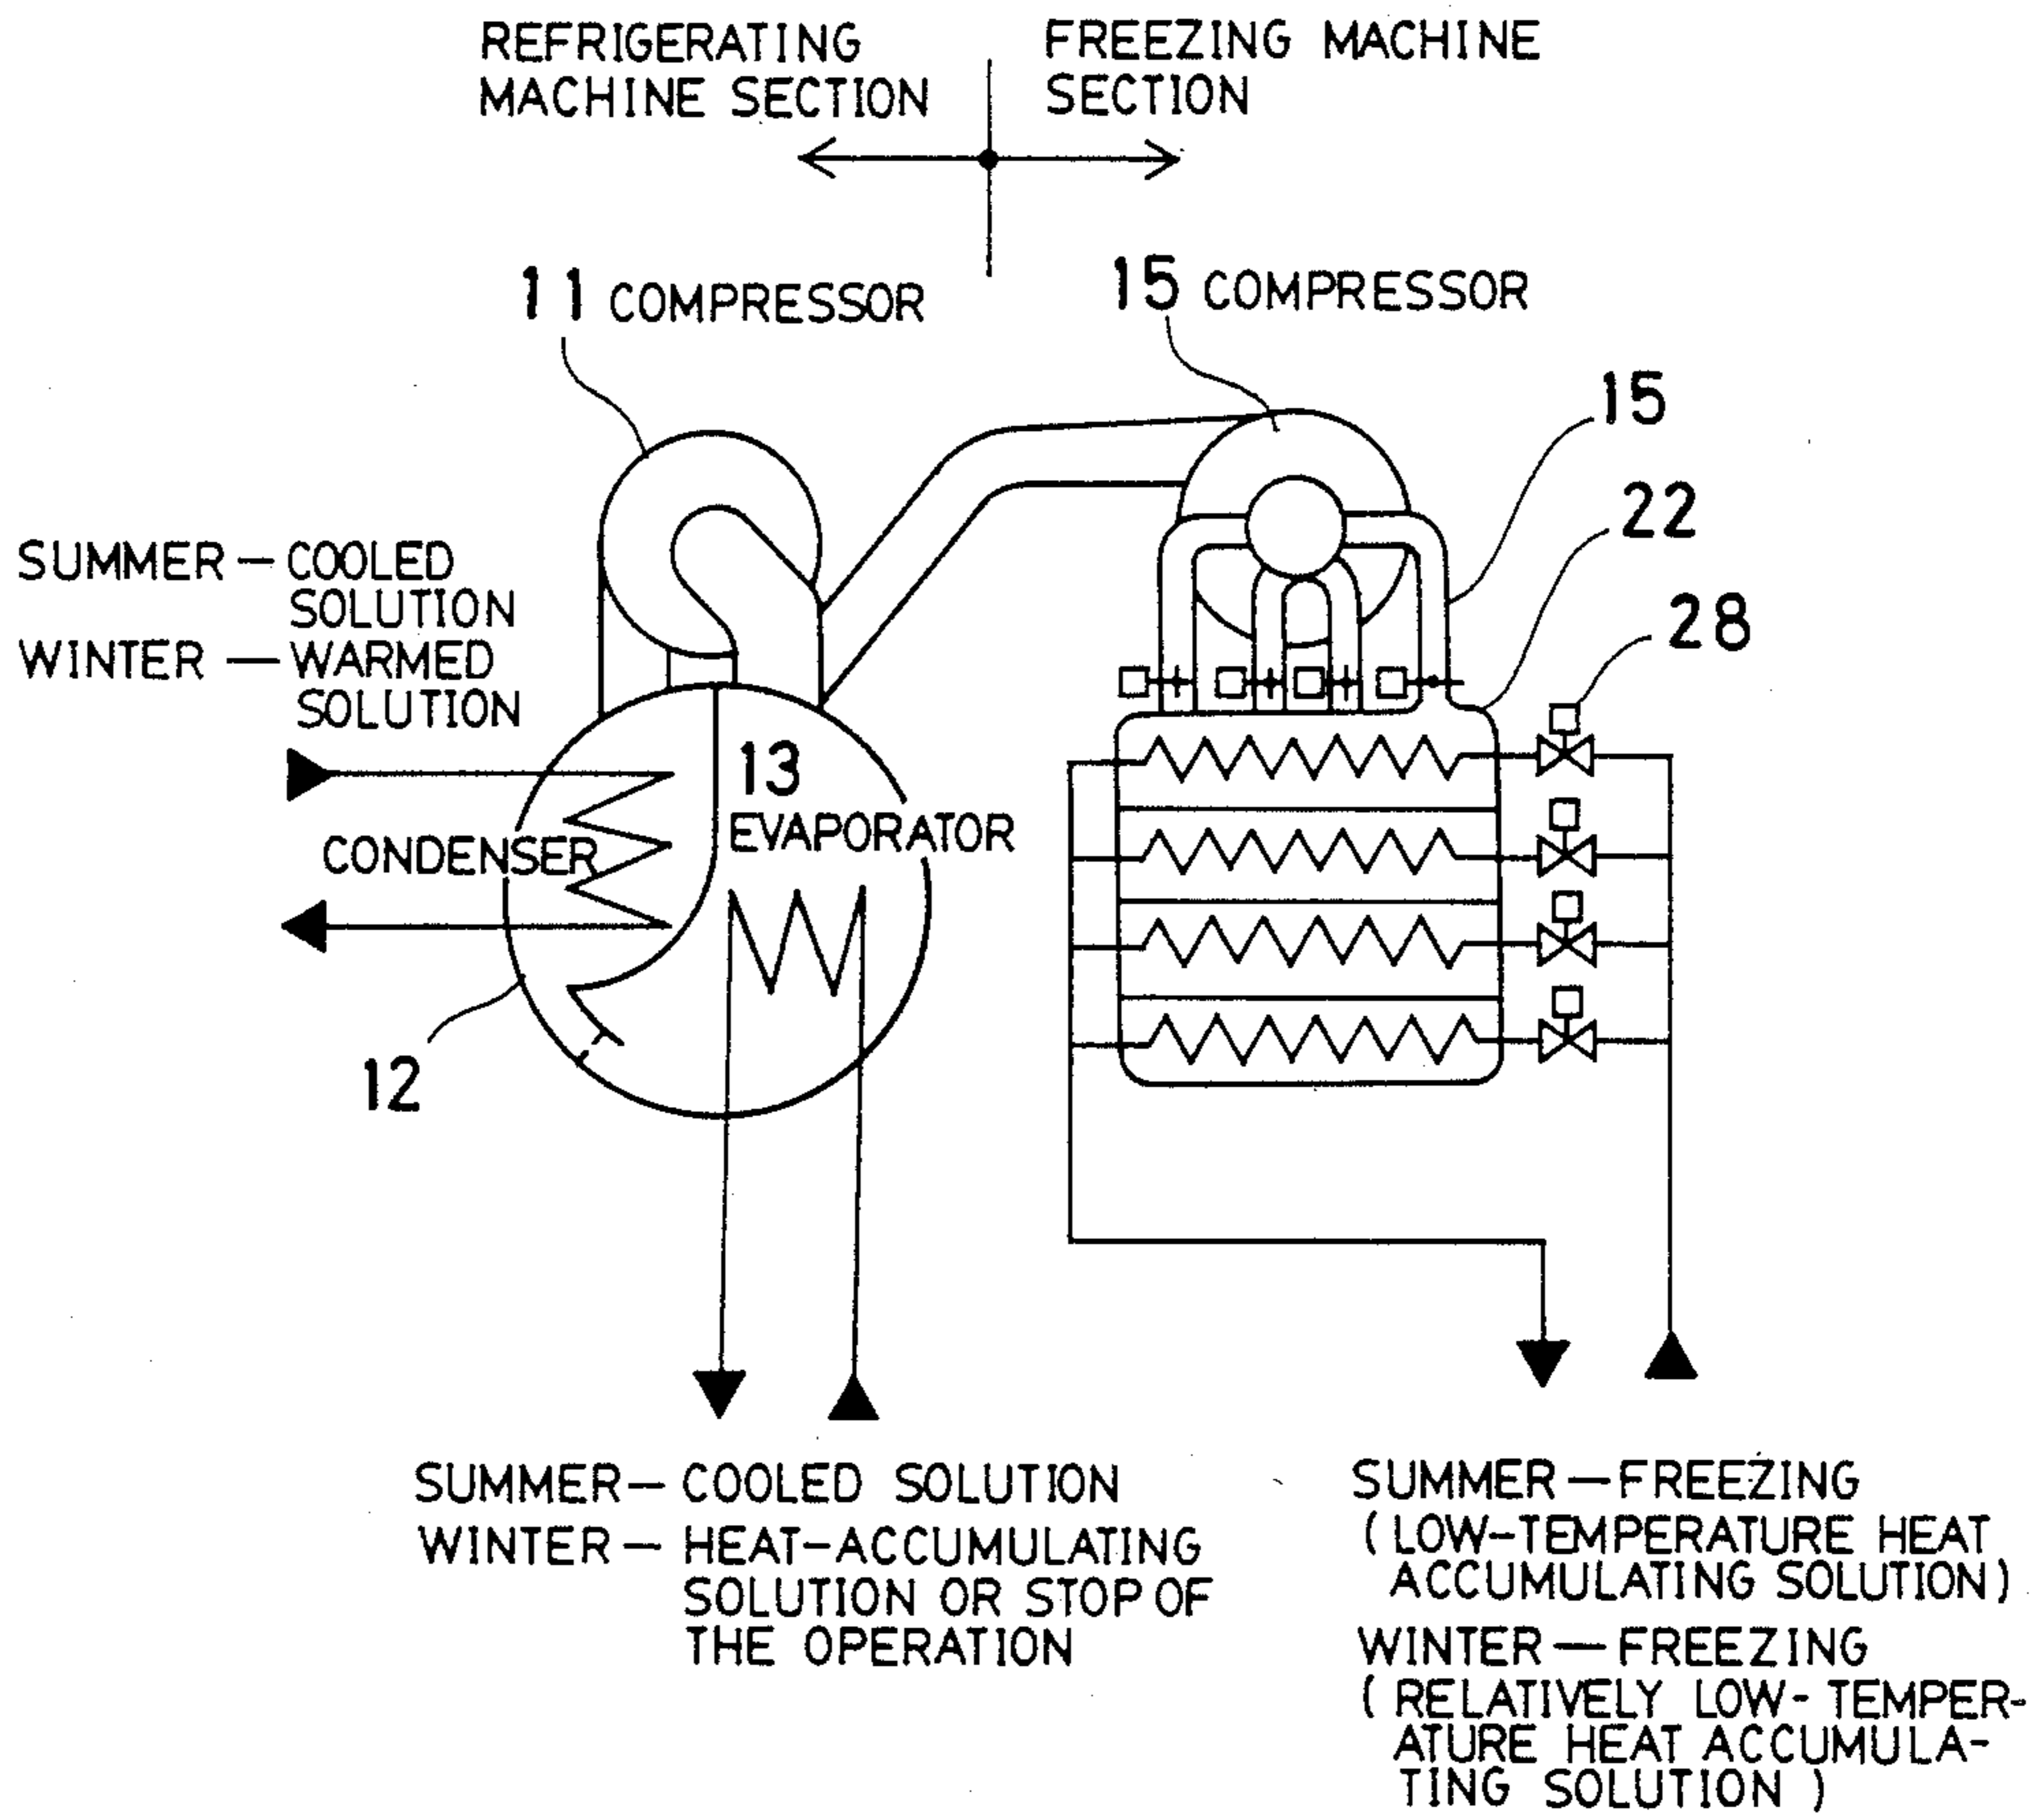 REFRIGERATING
MACHINE SECTION
FREEZING MACHINE
SECTION
11 COMPRESSOR
15 COMPRESSOR
15
22
28
SUMMER—COOLED
SOLUTION
WINTER—WARMED
SOLUTION
13
EVAPORATOR
CONDENSER
12
SUMMER—COOLED SOLUTION
WINTER—HEAT-ACCUMULATING
SOLUTION OR STOP OF
THE OPERATION
SUMMER—FREEZING
(LOW-TEMPERATURE HEAT
ACCUMULATING SOLUTION)
WINTER—FREEZING
(RELATIVELY LOW-TEMPER-
ATURE HEAT ACCUMULA-
TING SOLUTION)